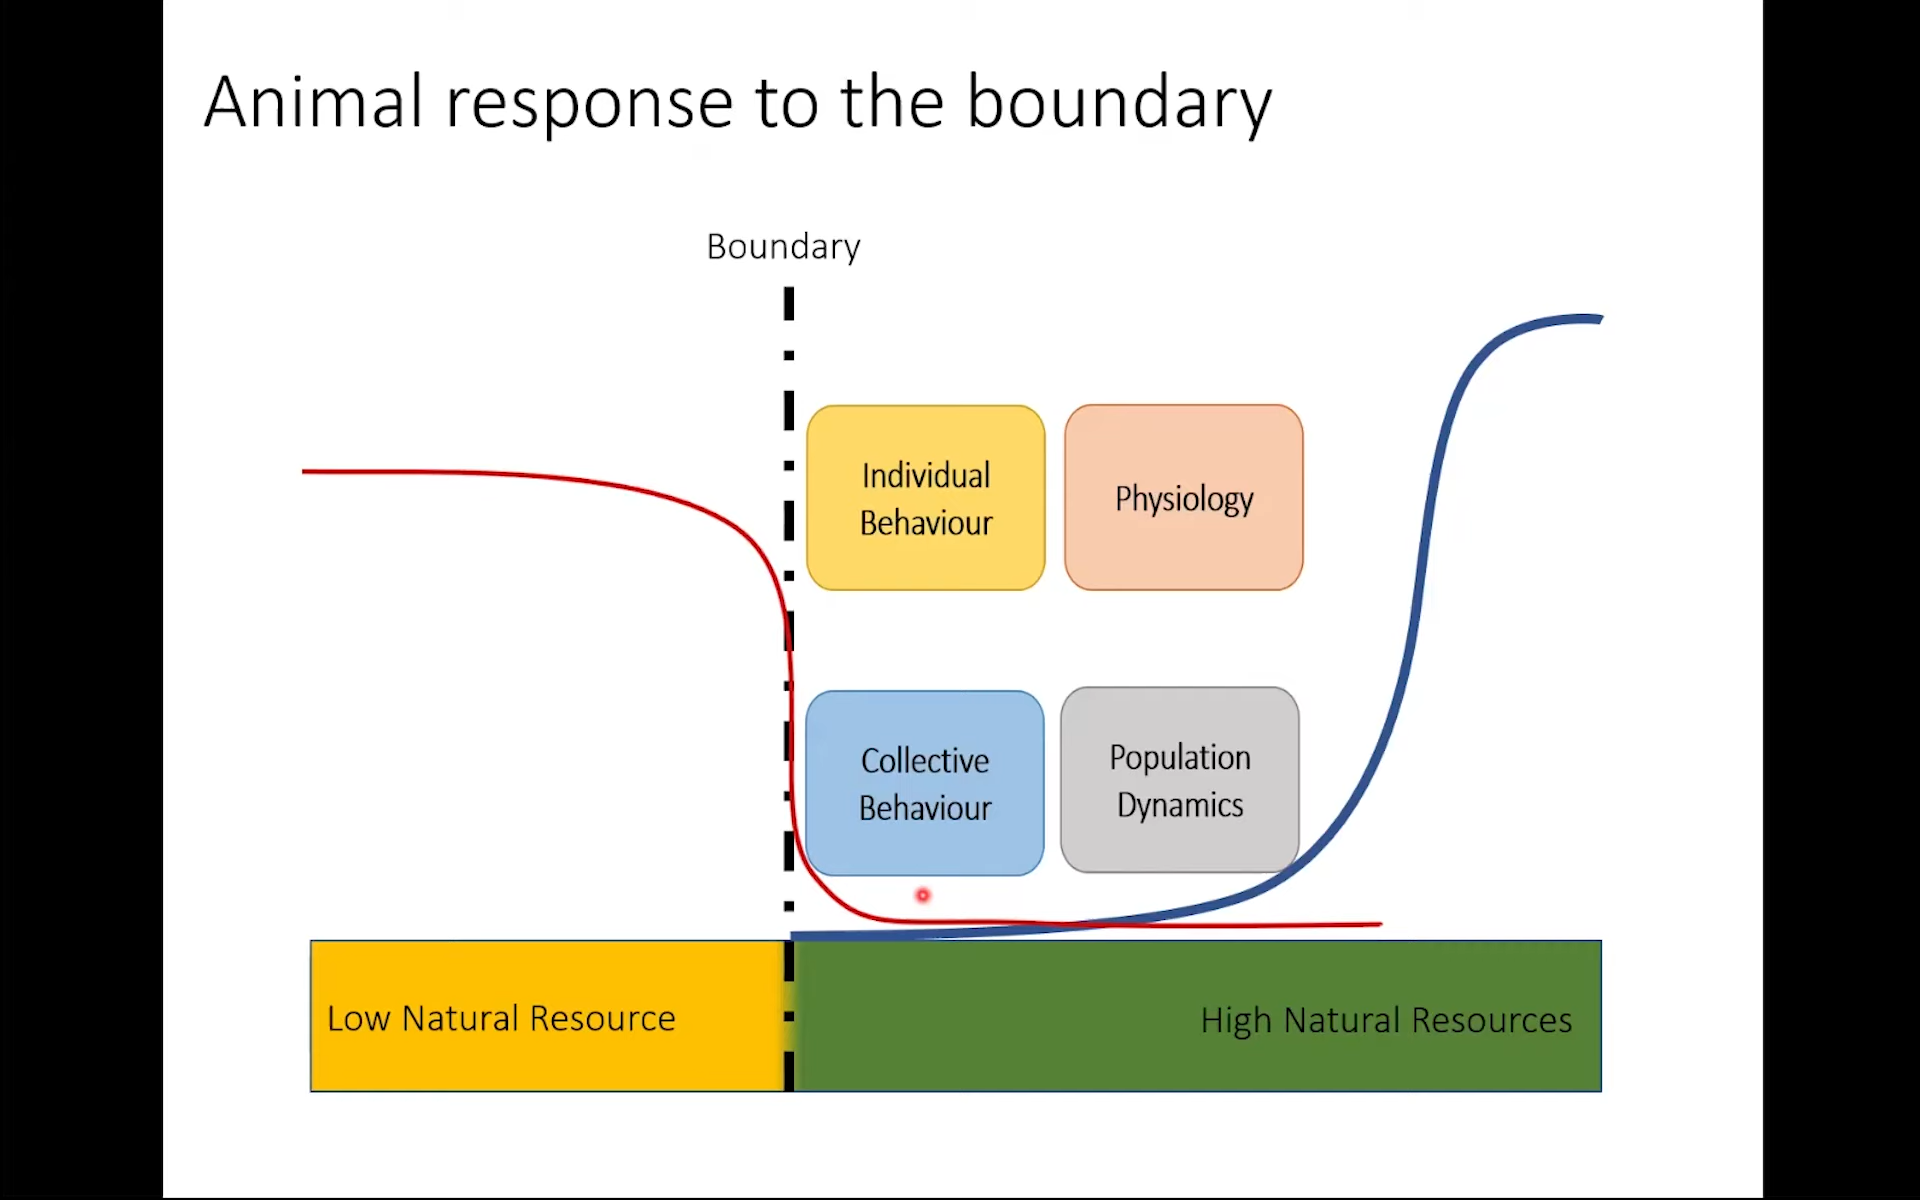 Animal response to the boundary
Boundary
Individual
Behaviour
Physiology
Collective
Behaviour
Population
Dynamics
Low Natural Resource
High Natural Resources